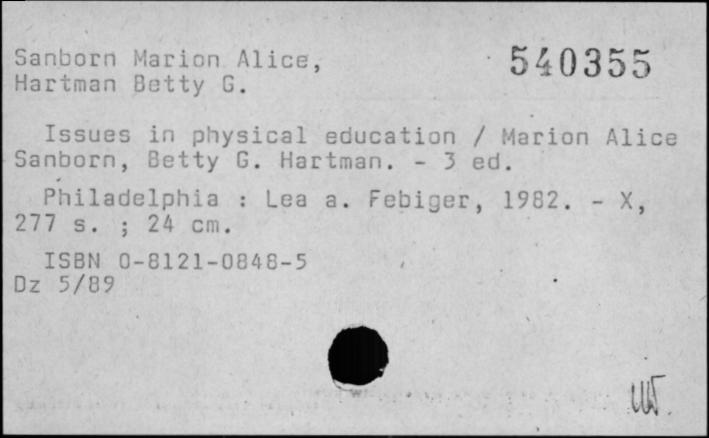 Sanborn Marion Alice, 540355
Hartman Betty G.
Issues in physical education / Marion Alice
Sanborn, Betty G. Hartman. - 3 ed.
Philadelphia : Lea a. Febiger, 1982. - X,
277 s. ; 24 cm.
ISBN 0-8121-0848-5
Dz 5/89